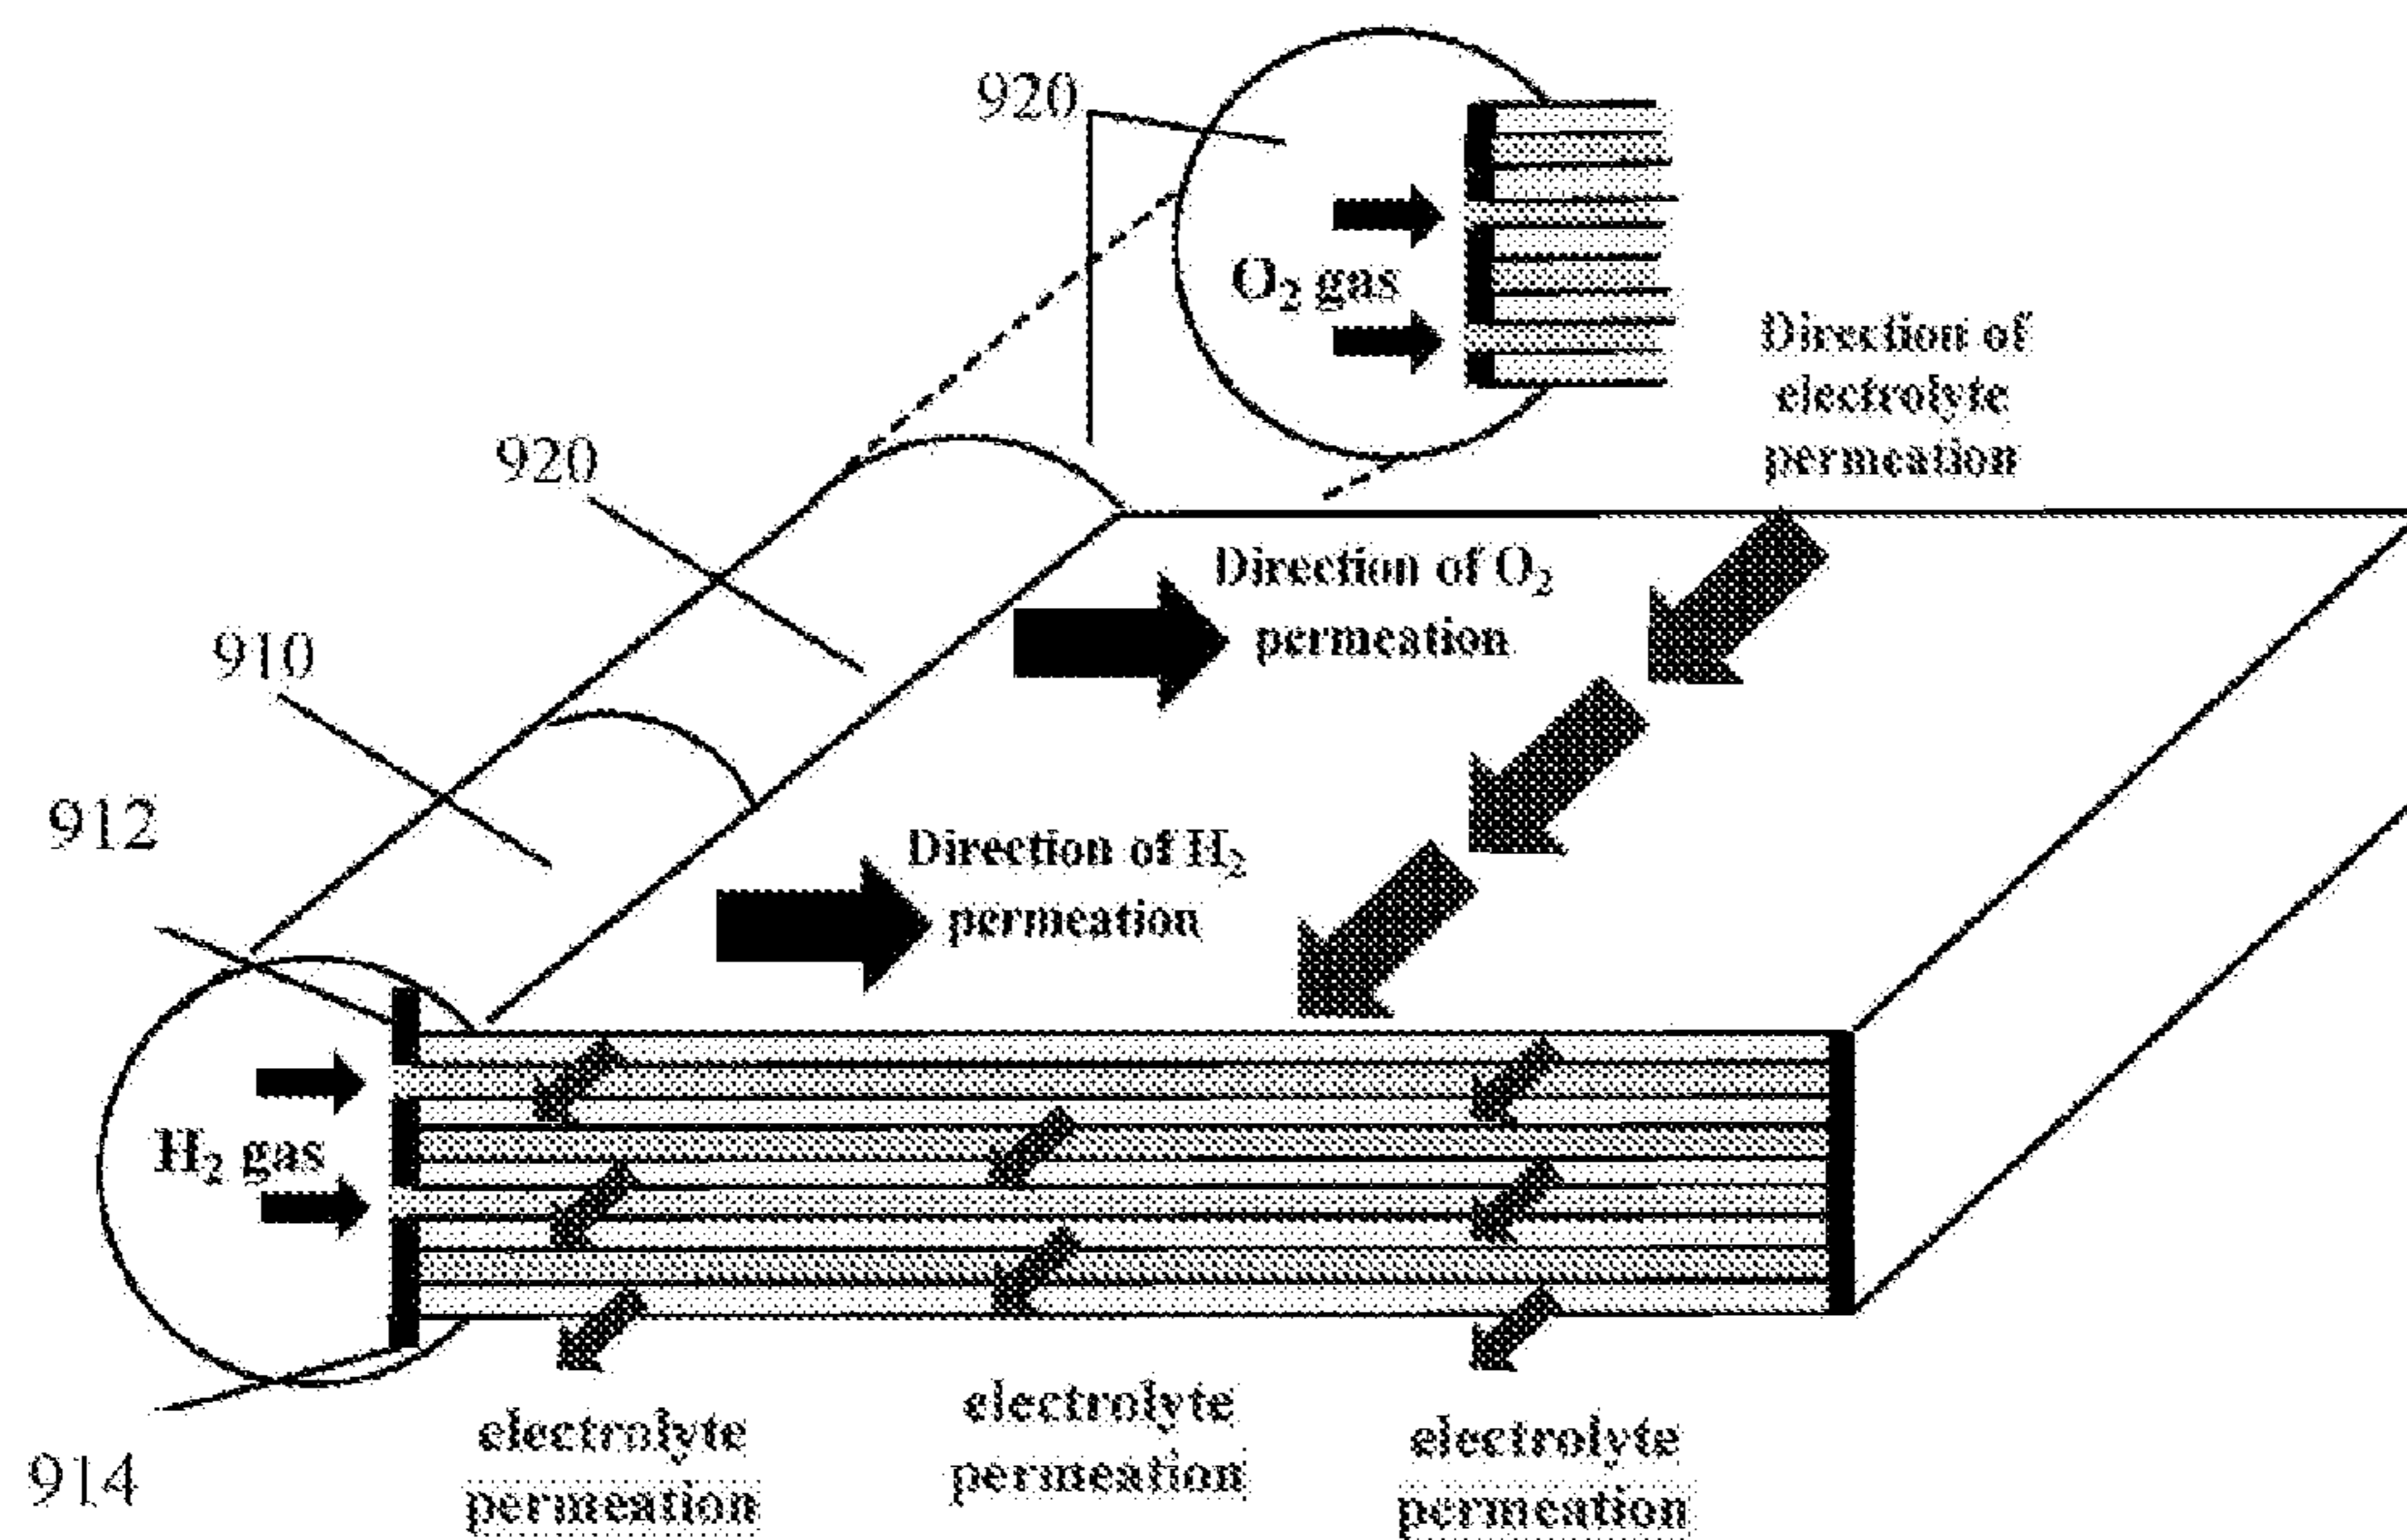 920
O₂ gas
Direction of
electrolyte
permeation
920
Direction of O₂
permeation
910
912
Direction of H₂
permeation
H₂ gas
914
electrolyte
permeation
electrolyte
permeation
electrolyte
permeation